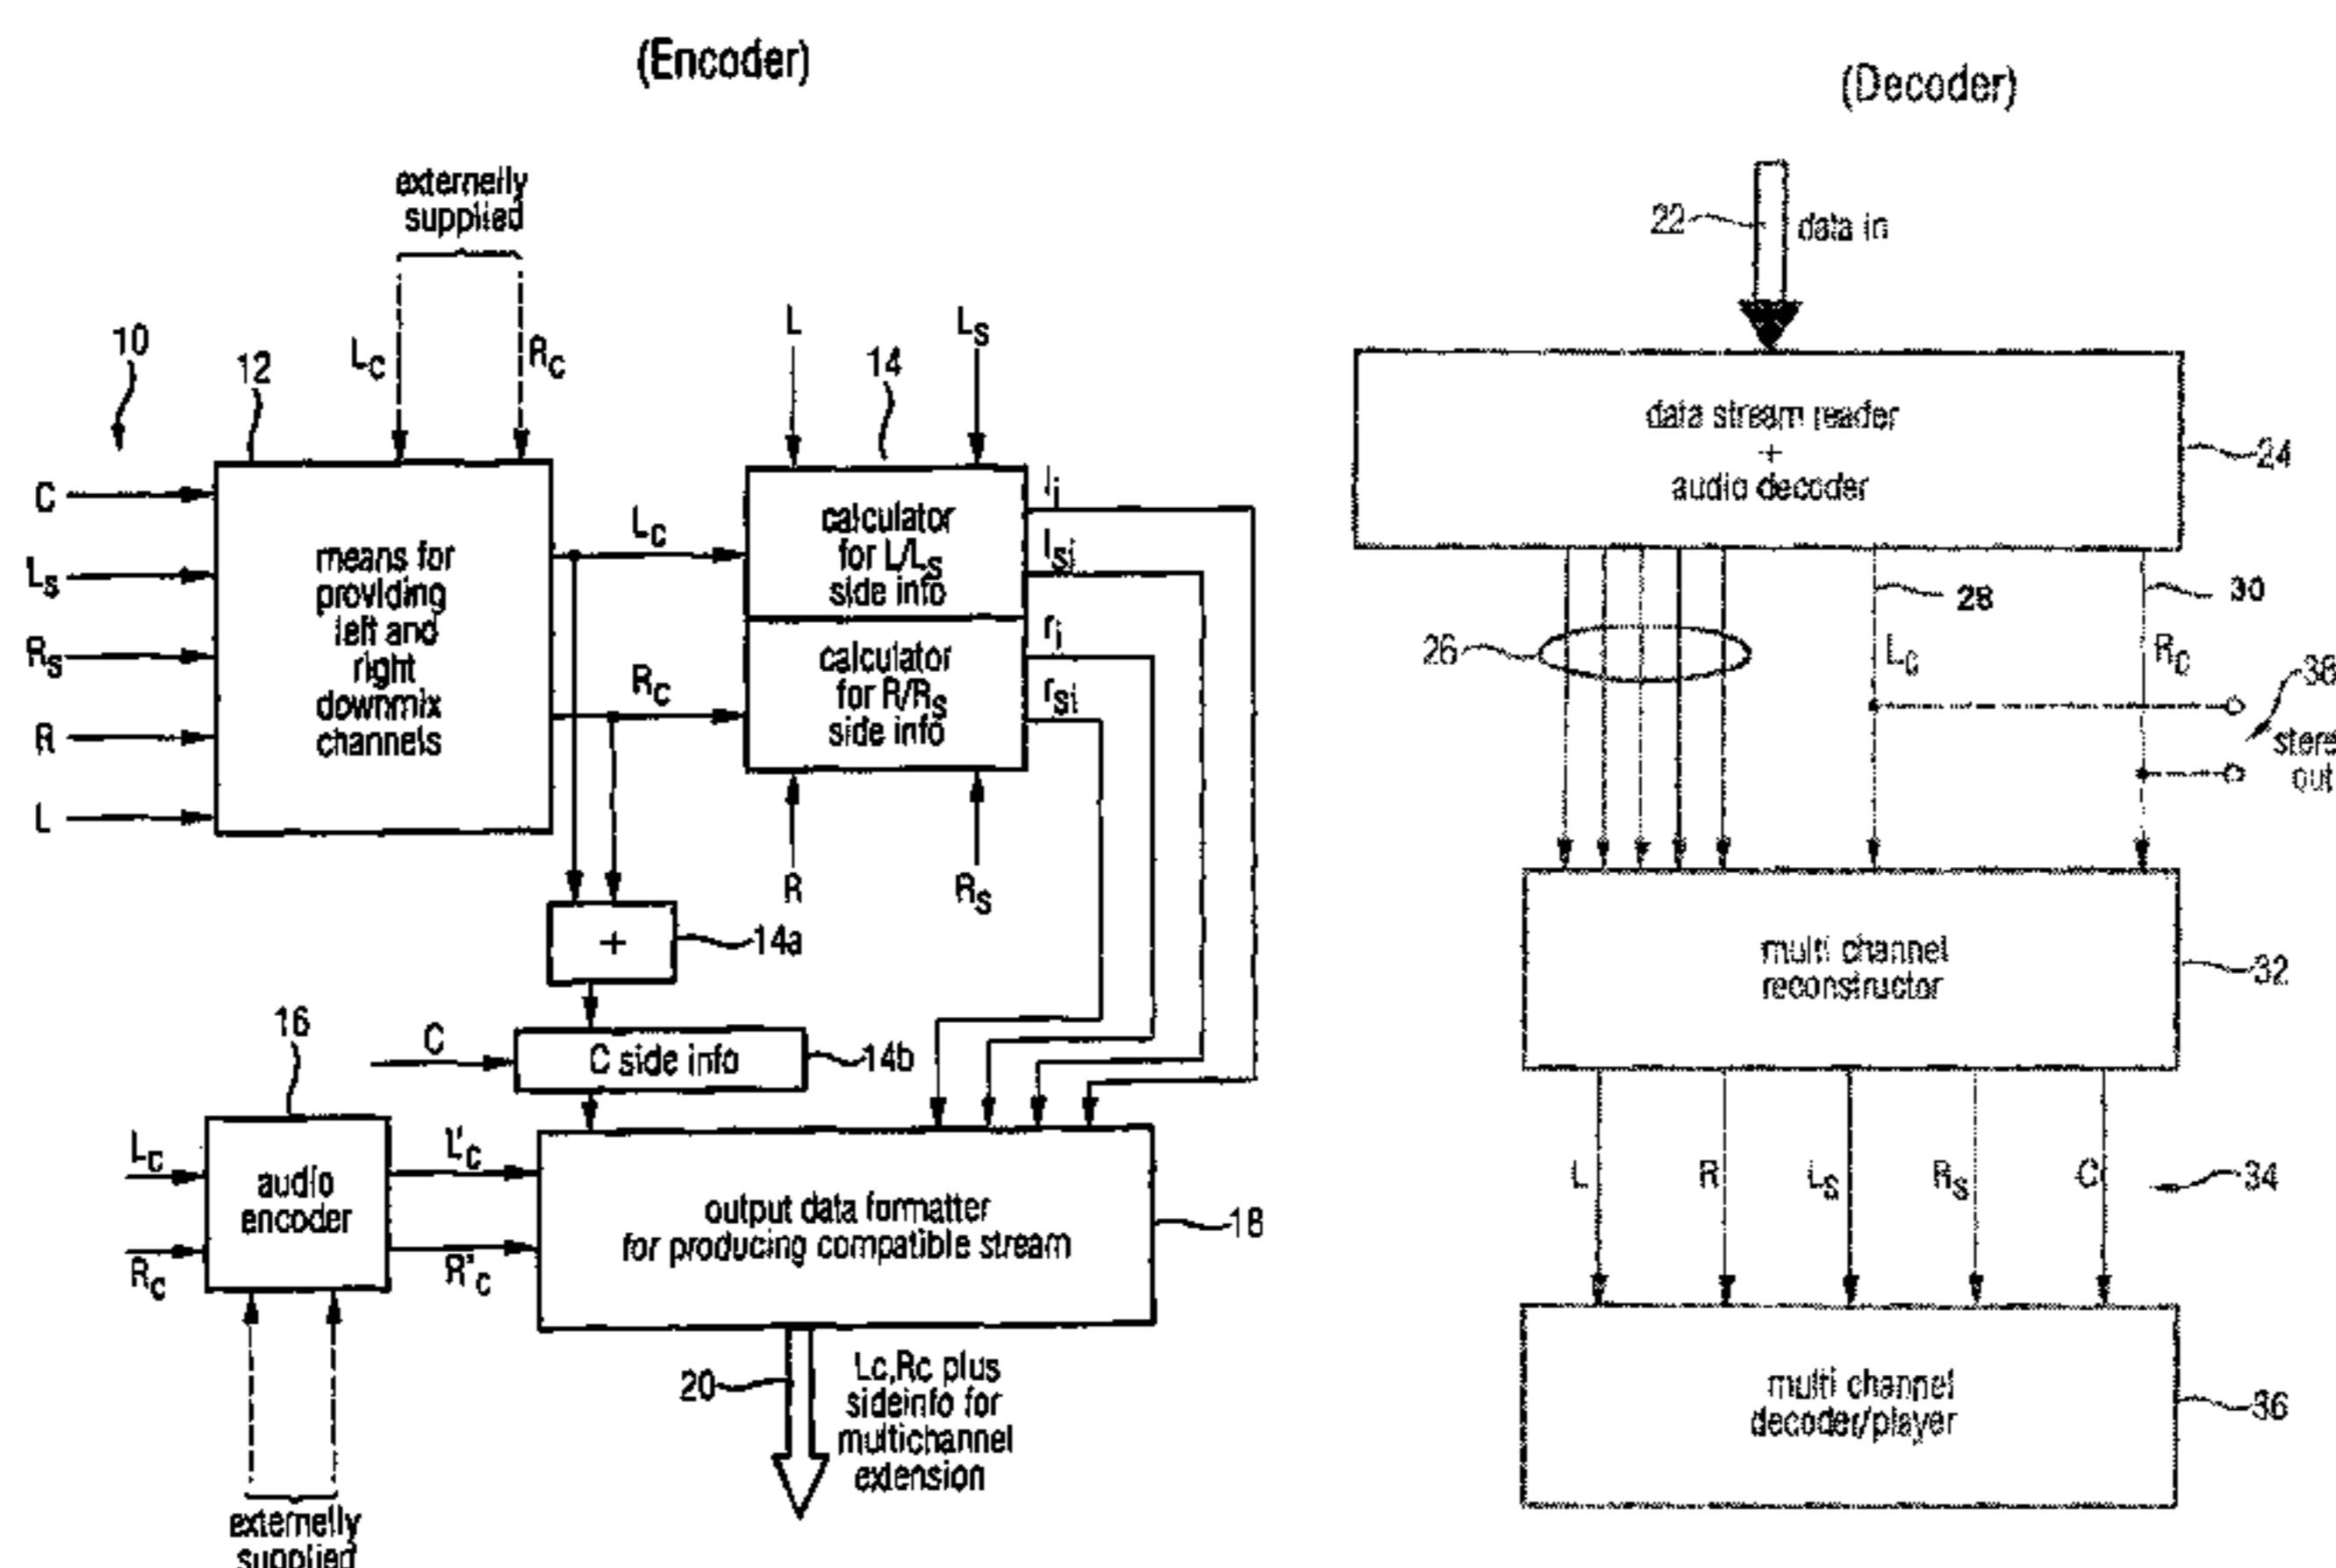 (Encoder)
externelly
supplied
10
12
LC
RC
L
LS
14
C
LS
RS
R
L
means for
providing
left and
right
downmix
channels
LC
RC
calculator
for L/LS
side info
calculator
for R/RS
side info
li
lsi
ri
rsi
R
RS
+
14a
C
C side info
14b
16
LC
RC
audio
encoder
L'C
R'C
output data formatter
for producing compatible stream
18
20
Lc,Rc plus
sideinfo for
multichannel
extension
externelly
supplied
(Decoder)
22
data in
data stream reader
+
audio decoder
24
26
28
LC
30
RC
38
out
multi channel
reconstructor
32
L
R
LS
RS
C
34
multi channel
decoder/player
36